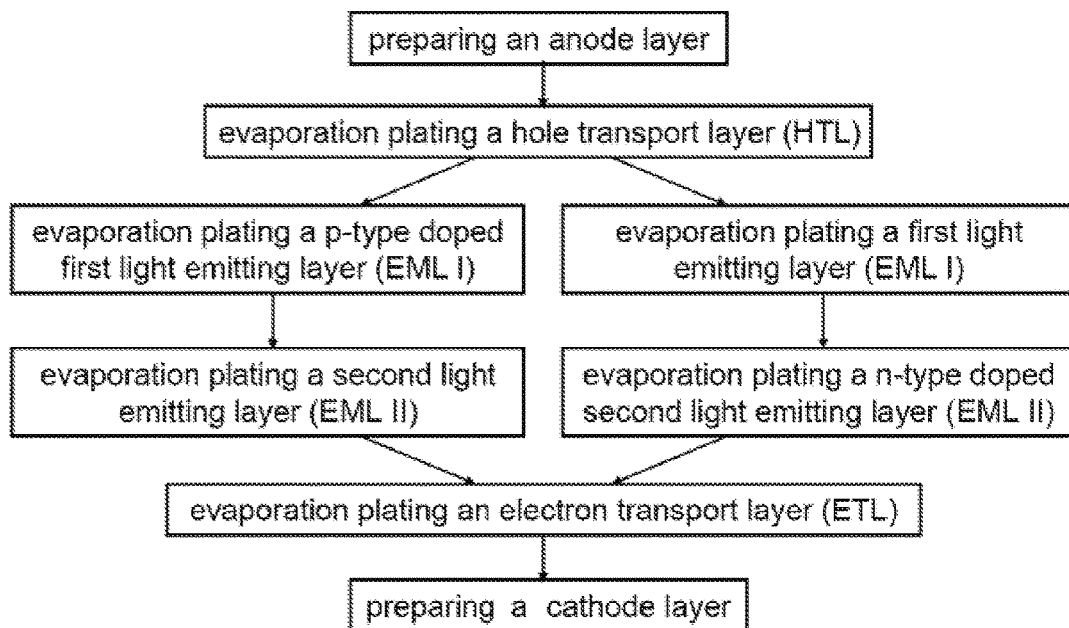 preparing an anode layer
evaporation plating a hole transport layer (HTL)
evaporation plating a p-type doped
first light emitting layer (EML I)
evaporation plating a first light
emitting layer (EML I)
evaporation plating a second light
emitting layer (EML II)
evaporation plating a n-type doped
second light emitting layer (EML II)
evaporation plating an electron transport layer (ETL)
preparing a cathode layer